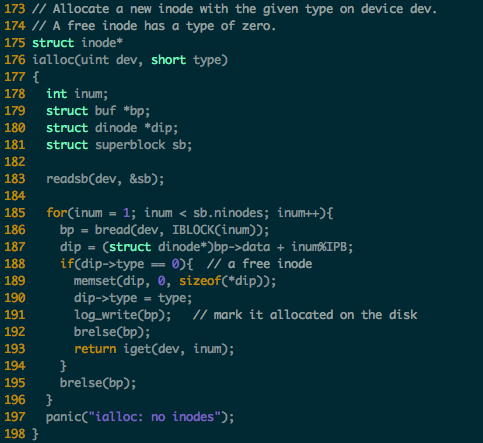 173 // Allocate a new inode with the given type on device dev.
174 // A free inode has a type of zero.
175 struct inode*
176 ialloc(uint dev, short type)
177 {
178   int inum;
179   struct buf *bp;
180   struct dinode *dip;
181   struct superblock sb;
182
183   readsb(dev, &sb);
184
185   for(inum = 1; inum < sb.ninodes; inum++){
186     bp = bread(dev, IBLOCK(inum));
187     dip = (struct dinode*)bp->data + inum%IPB;
188     if(dip->type == 0){  // a free inode
189       memset(dip, 0, sizeof(*dip));
190       dip->type = type;
191       log_write(bp);   // mark it allocated on the disk
192       brelse(bp);
193       return iget(dev, inum);
194     }
195     brelse(bp);
196   }
197   panic("ialloc: no inodes");
198 }